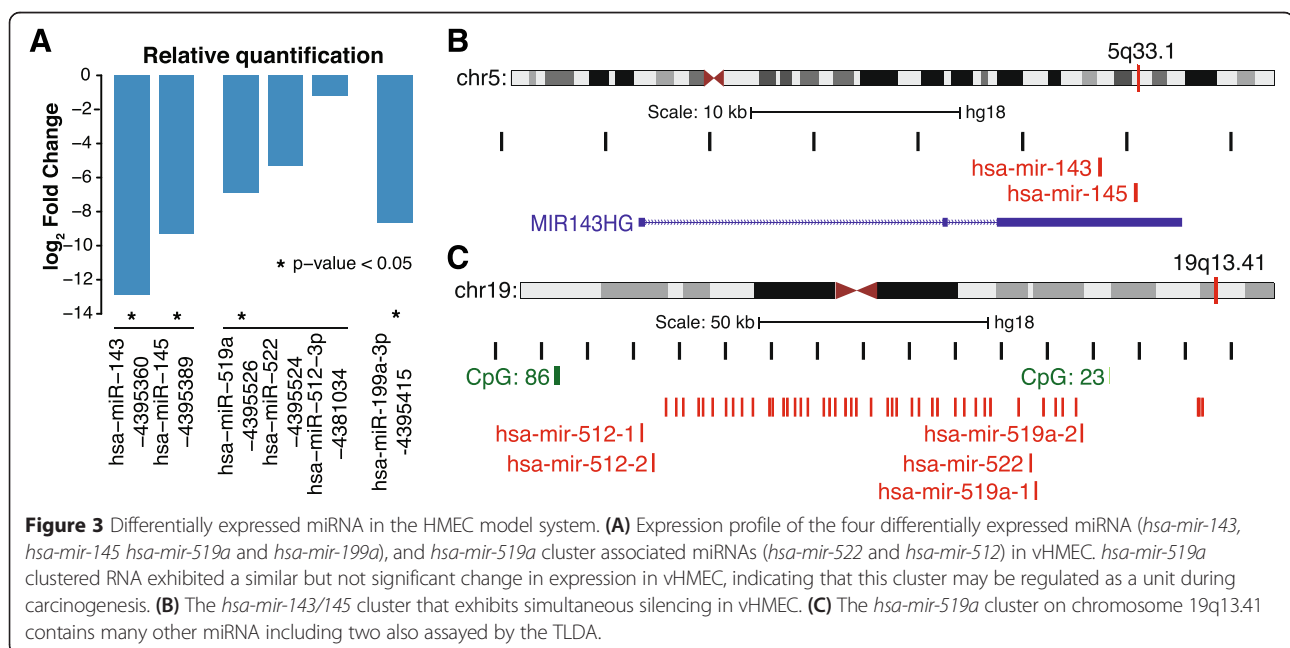 A
Relative quantification
log2 Fold Change
0
−2
−4
−6
−8
−10
−12
−14
* p−value < 0.05
* * * *
hsa−miR−143
−4395360
hsa−miR−145
−4395389
hsa−miR−519a
−4395526
hsa−miR−522
−4395524
hsa−miR−512−3p
−4381034
hsa-miR-199a-3p
-4395415
B
5q33.1
chr5:
Scale: 10 kb
hg18
hsa-mir-143
hsa-mir-145
MIR143HG
C
19q13.41
chr19:
Scale: 50 kb
hg18
CpG: 86
CpG: 23
hsa-mir-512-1
hsa-mir-519a-2
hsa-mir-512-2
hsa-mir-522
hsa-mir-519a-1
Figure 3 Differentially expressed miRNA in the HMEC model system. (A) Expression profile of the four differentially expressed miRNA (hsa-mir-143,
hsa-mir-145 hsa-mir-519a and hsa-mir-199a), and hsa-mir-519a cluster associated miRNAs (hsa-mir-522 and hsa-mir-512) in vHMEC. hsa-mir-519a
clustered RNA exhibited a similar but not significant change in expression in vHMEC, indicating that this cluster may be regulated as a unit during
carcinogenesis. (B) The hsa-mir-143/145 cluster that exhibits simultaneous silencing in vHMEC. (C) The hsa-mir-519a cluster on chromosome 19q13.41
contains many other miRNA including two also assayed by the TLDA.